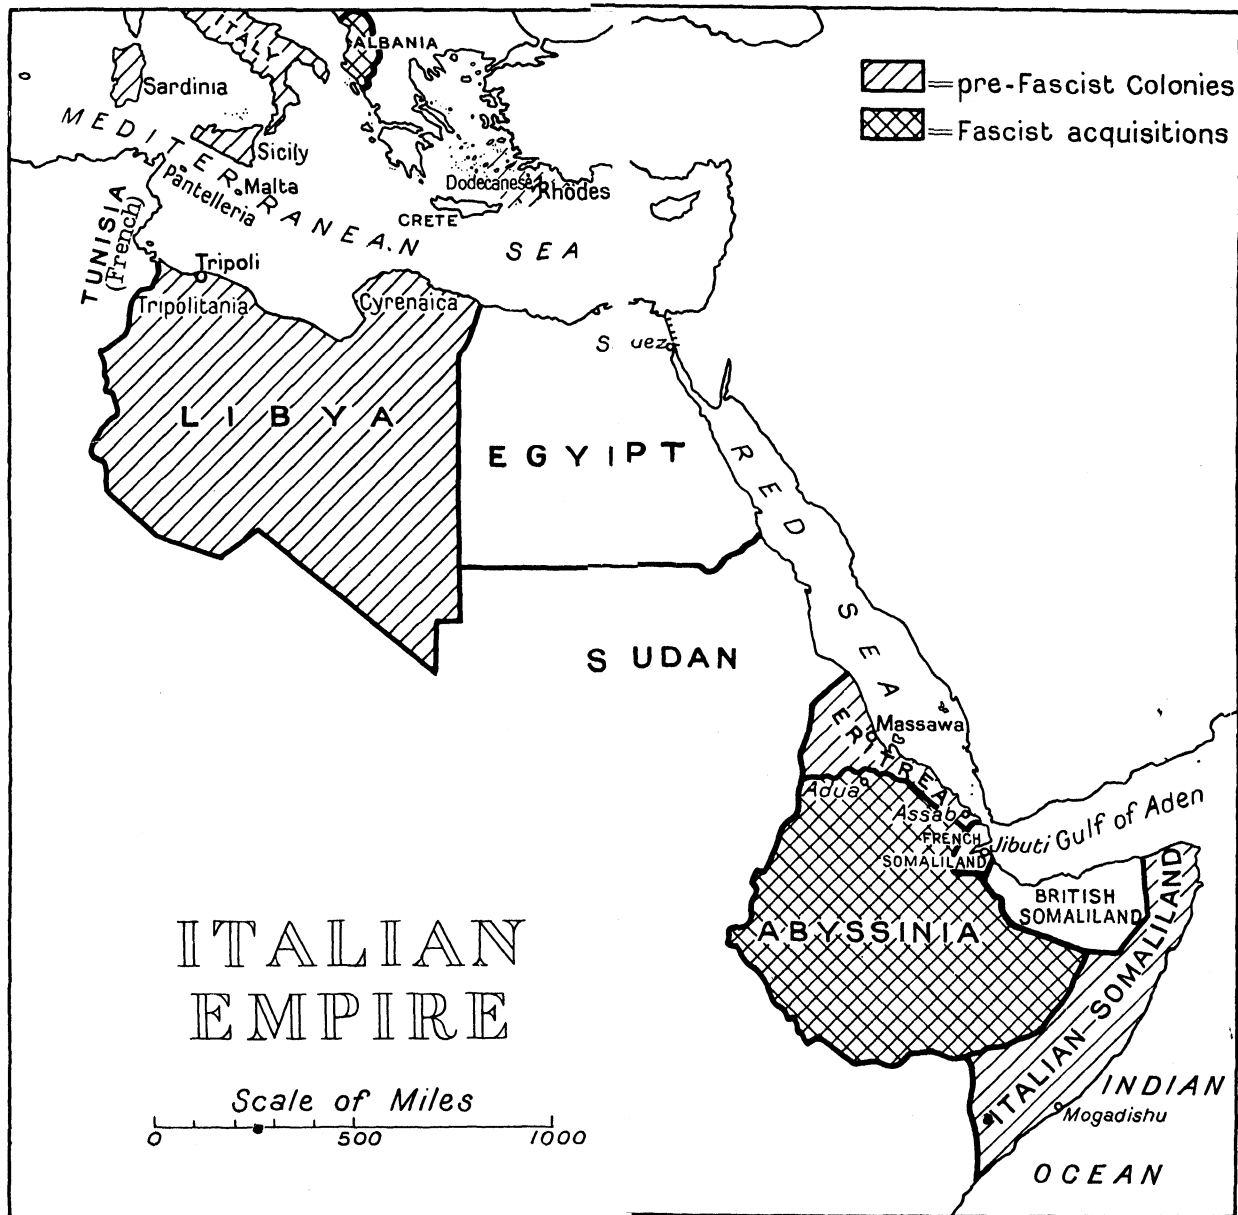 ITALY
ALBANIA
= pre-Fascist Colonies
= Fascist acquisitions
Sardinia
MEDITERRANEAN
SEA
Sicily
Pantelleria
Malta
Dodecanese
Rhodes
CRETE
TUNISIA
(French)
Tripoli
Tripolitania
Cyrenaica
Suez
LIBYA
EGYIPT
RED
SEA
SUDAN
Massawa
ERITREA
Adua
Assab
FRENCH
SOMALILAND
Jibuti
Gulf of Aden
BRITISH
SOMALILAND
ABYSSINIA
ITALIAN SOMALILAND
ITALIAN
EMPIRE
Scale of Miles
0 500 1000
INDIAN
Mogadishu
OCEAN